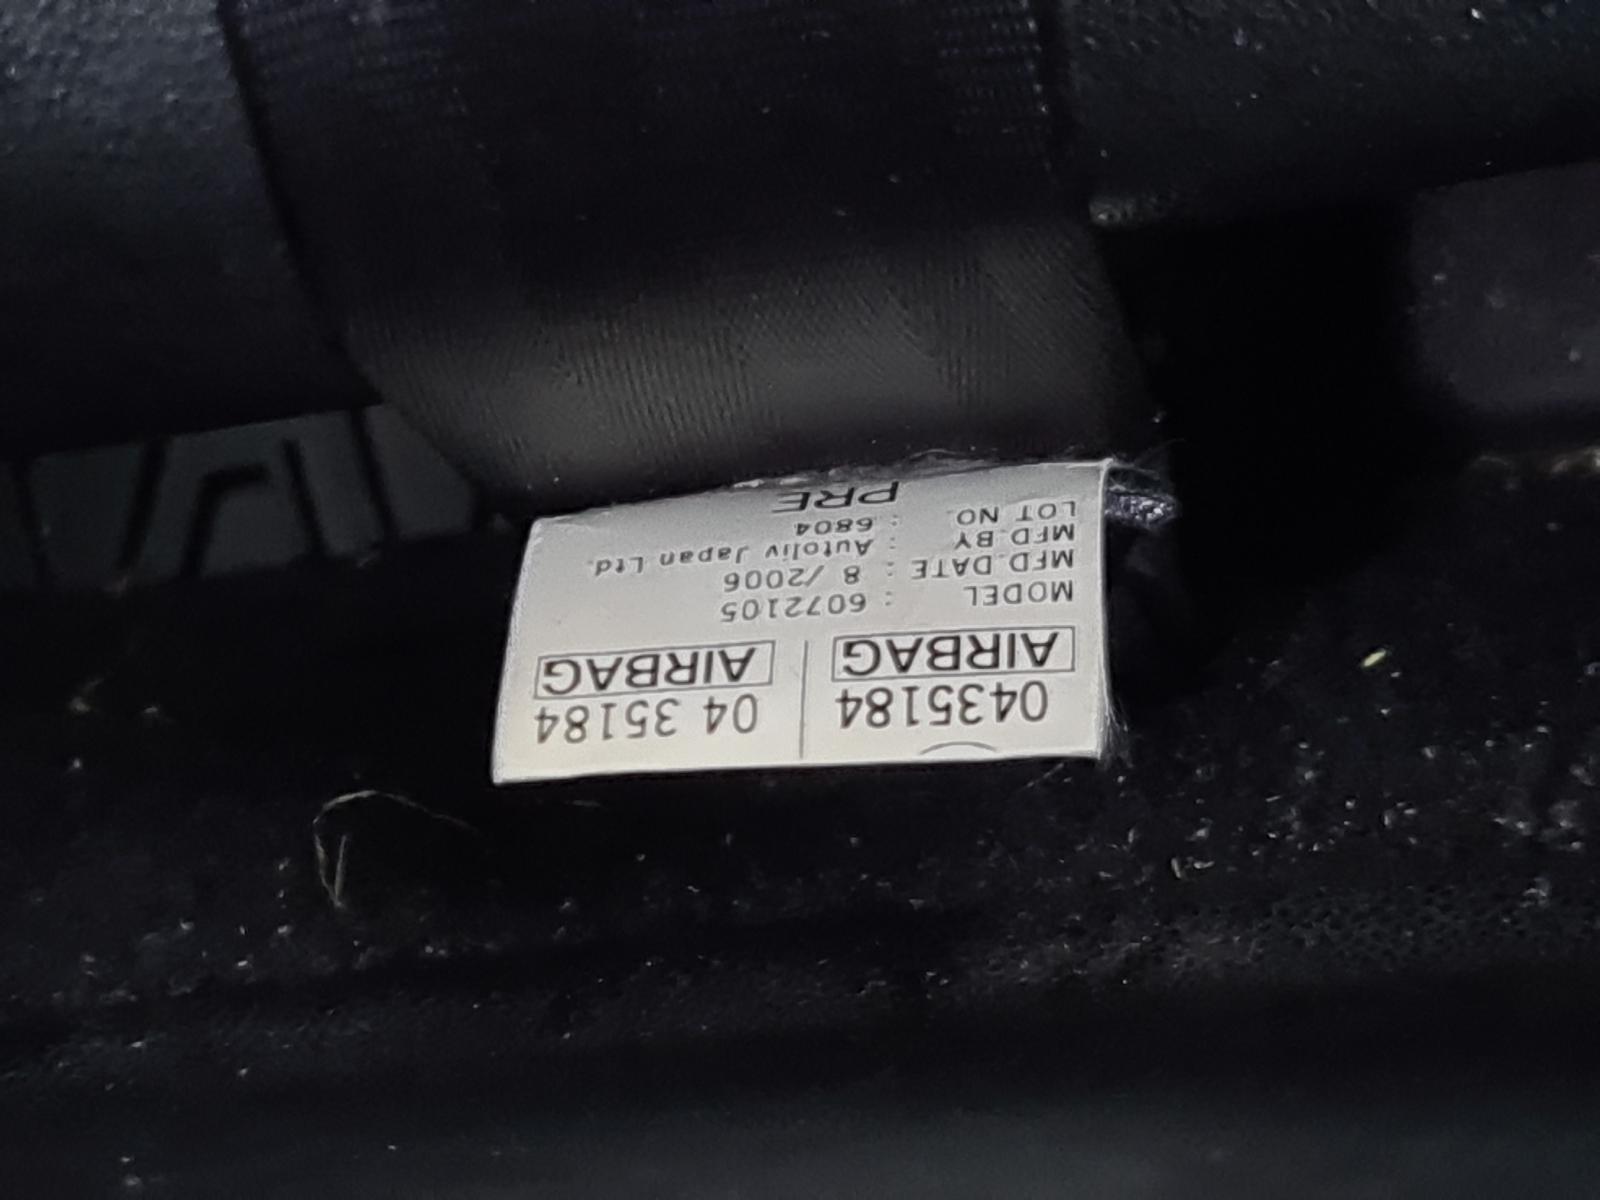 04 35184 0435184
AIRBAG AIRBAG
MODEL : 6072105
MFD.DATE : 8 /2006
MFD.BY : Autoliv Japan Ltd.
LOT NO. : 6804
PRE